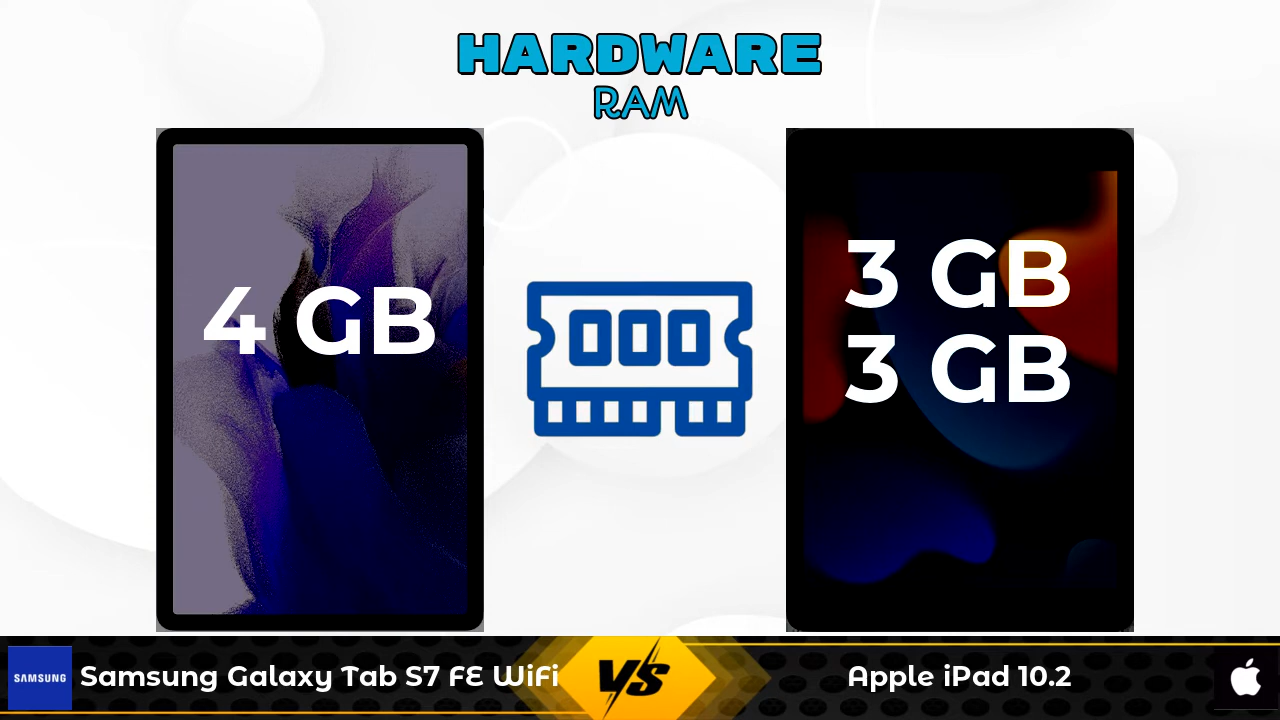 HARDWARE
RAM
4 GB
3 GB
3 GB
SAMSUNG
Samsung Galaxy Tab S7 FE WiFi
VS
Apple iPad 10.2